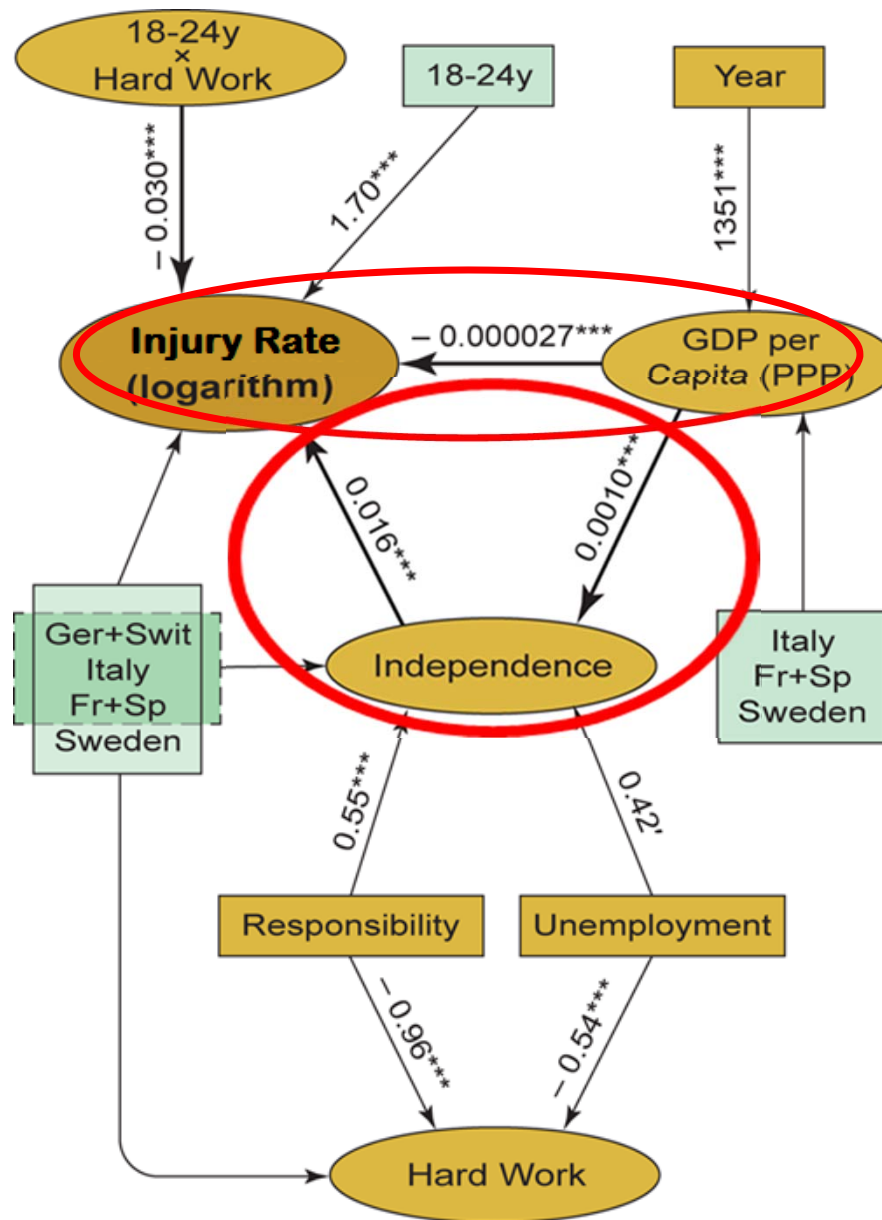 18-24y
×
Hard Work
18-24y
Year
– 0.030***
1.70***
1351***
Injury Rate
(logarithm)
– 0.000027***
GDP per
Capita (PPP)
0.016***
0.0010***
Ger+Swit
Italy
Fr+Sp
Sweden
Independence
Italy
Fr+Sp
Sweden
0.55***
0.42'
Responsibility
Unemployment
– 0.96***
– 0.54***
Hard Work